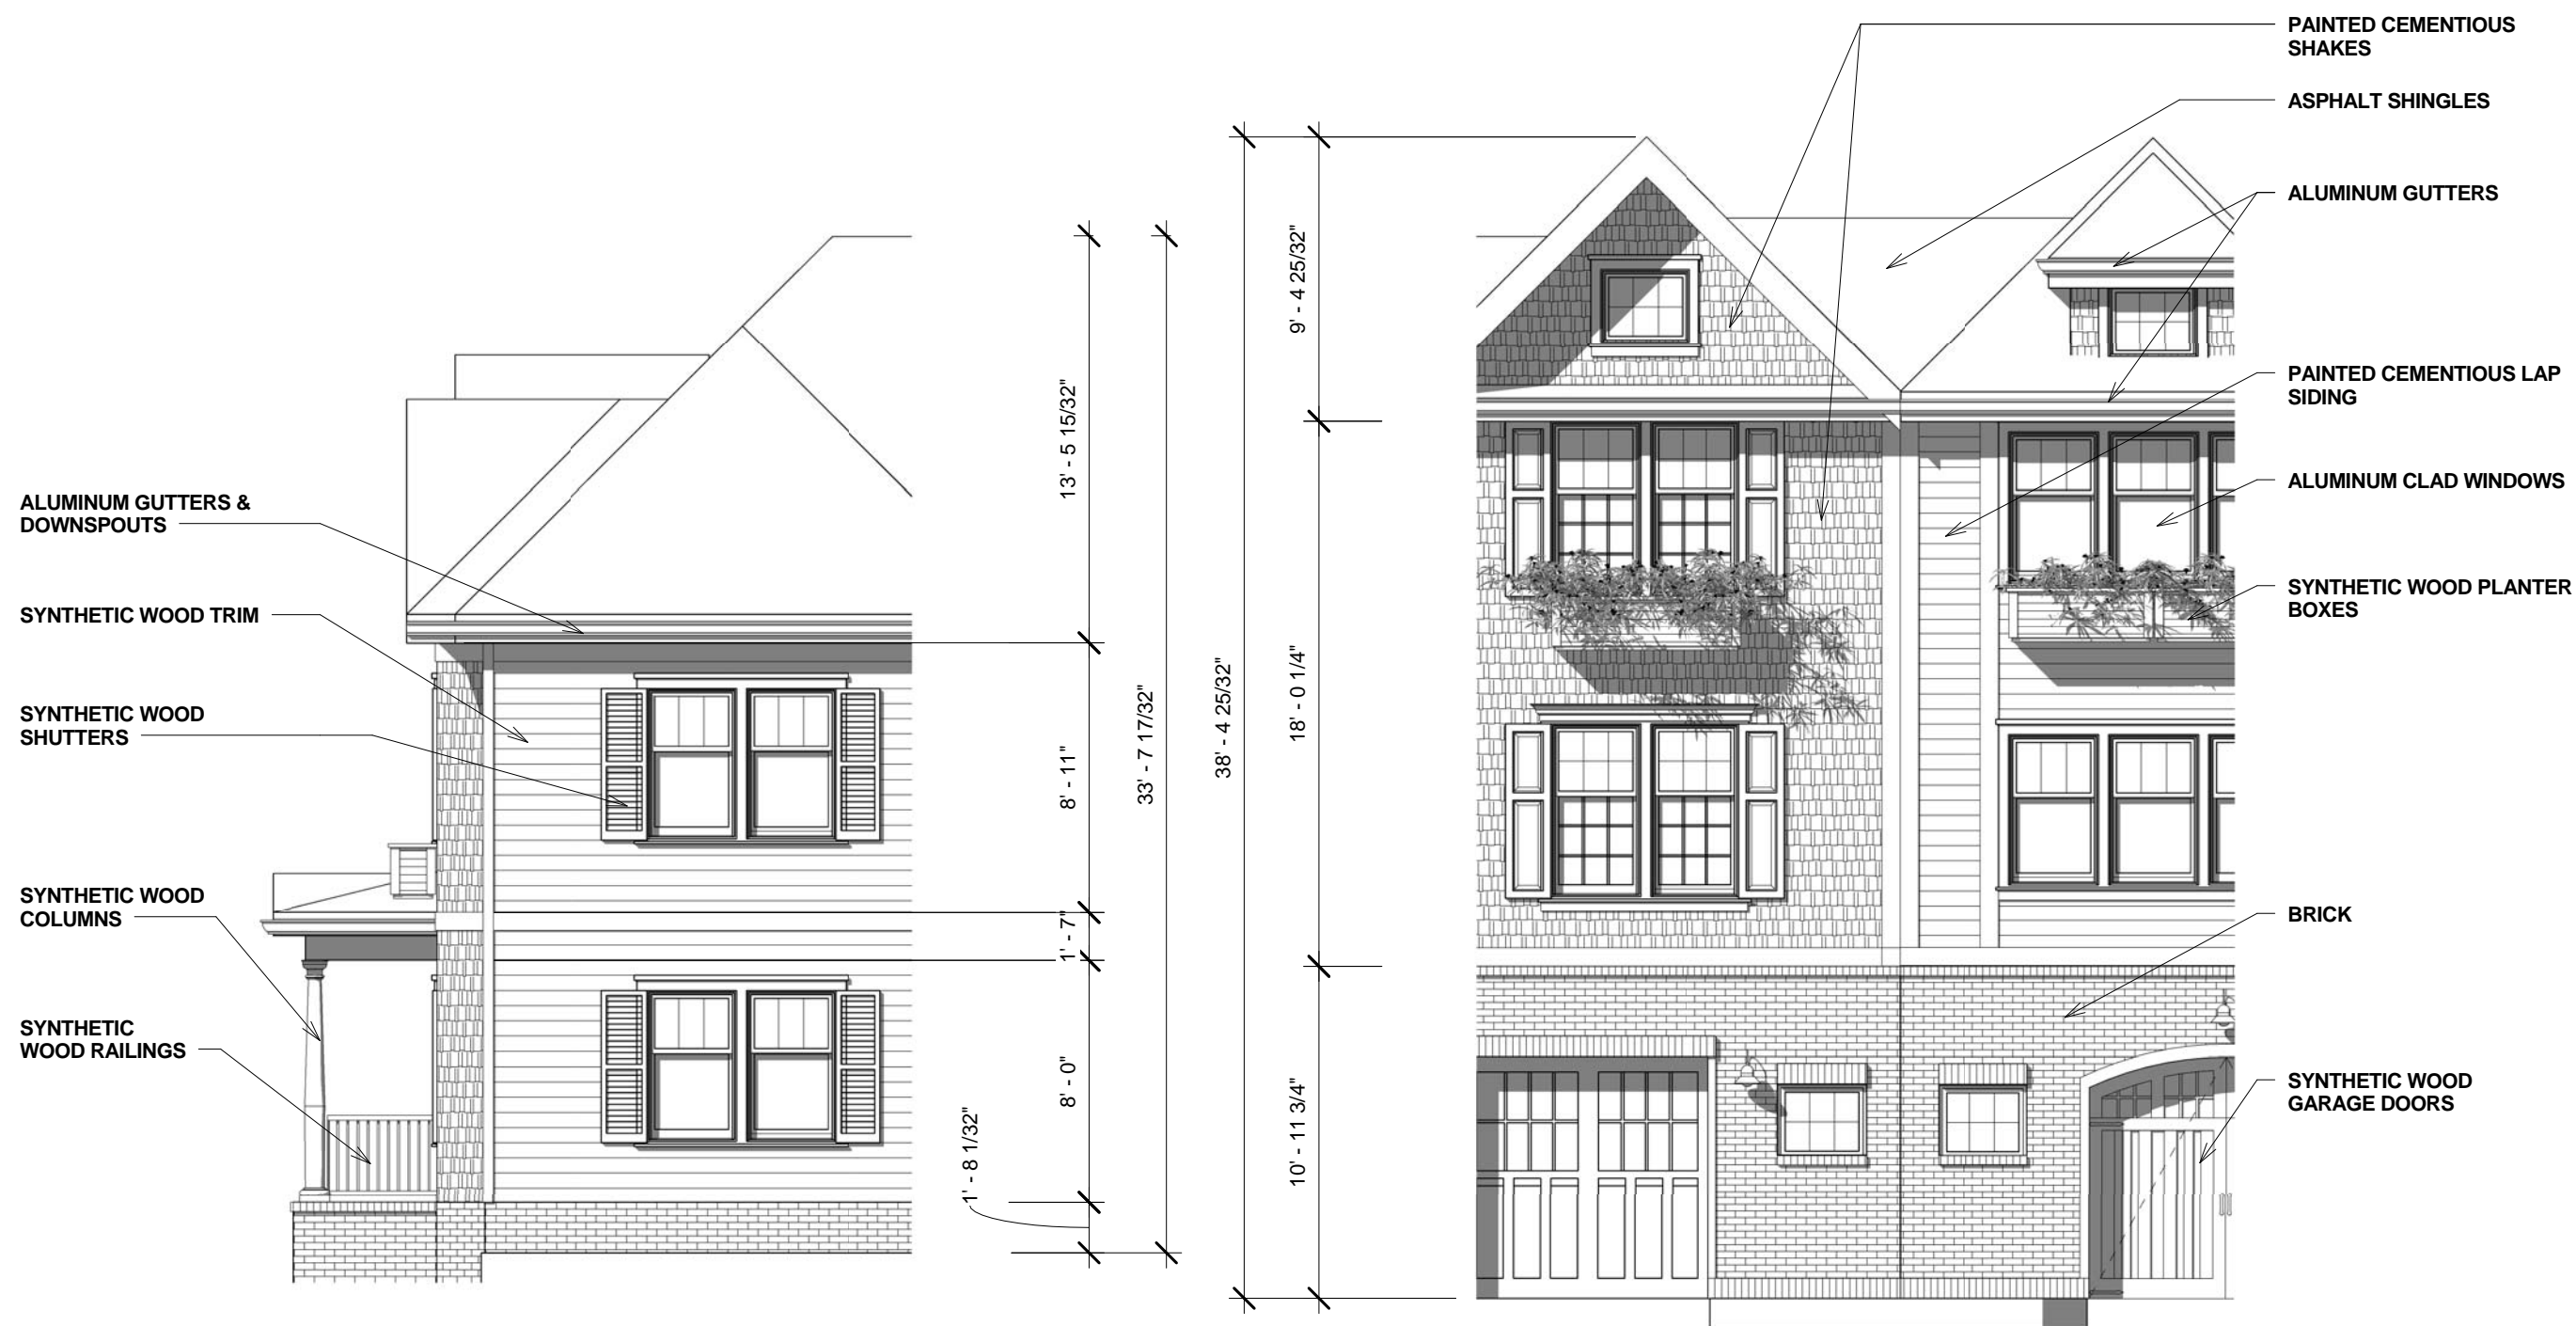 ALUMINUM GUTTERS &
DOWNSPOUTS
SYNTHETIC WOOD TRIM
SYNTHETIC WOOD
SHUTTERS
SYNTHETIC WOOD
COLUMNS
SYNTHETIC
WOOD RAILINGS
13' - 5 15/32"
8' - 11"
1' - 7"
8' - 0"
1' - 8 1/32"
33' - 7 17/32"
38' - 4 25/32"
9' - 4 25/32"
18' - 0 1/4"
10' - 11 3/4"
PAINTED CEMENTIOUS
SHAKES
ASPHALT SHINGLES
ALUMINUM GUTTERS
PAINTED CEMENTIOUS LAP
SIDING
ALUMINUM CLAD WINDOWS
SYNTHETIC WOOD PLANTER
BOXES
BRICK
SYNTHETIC WOOD
GARAGE DOORS